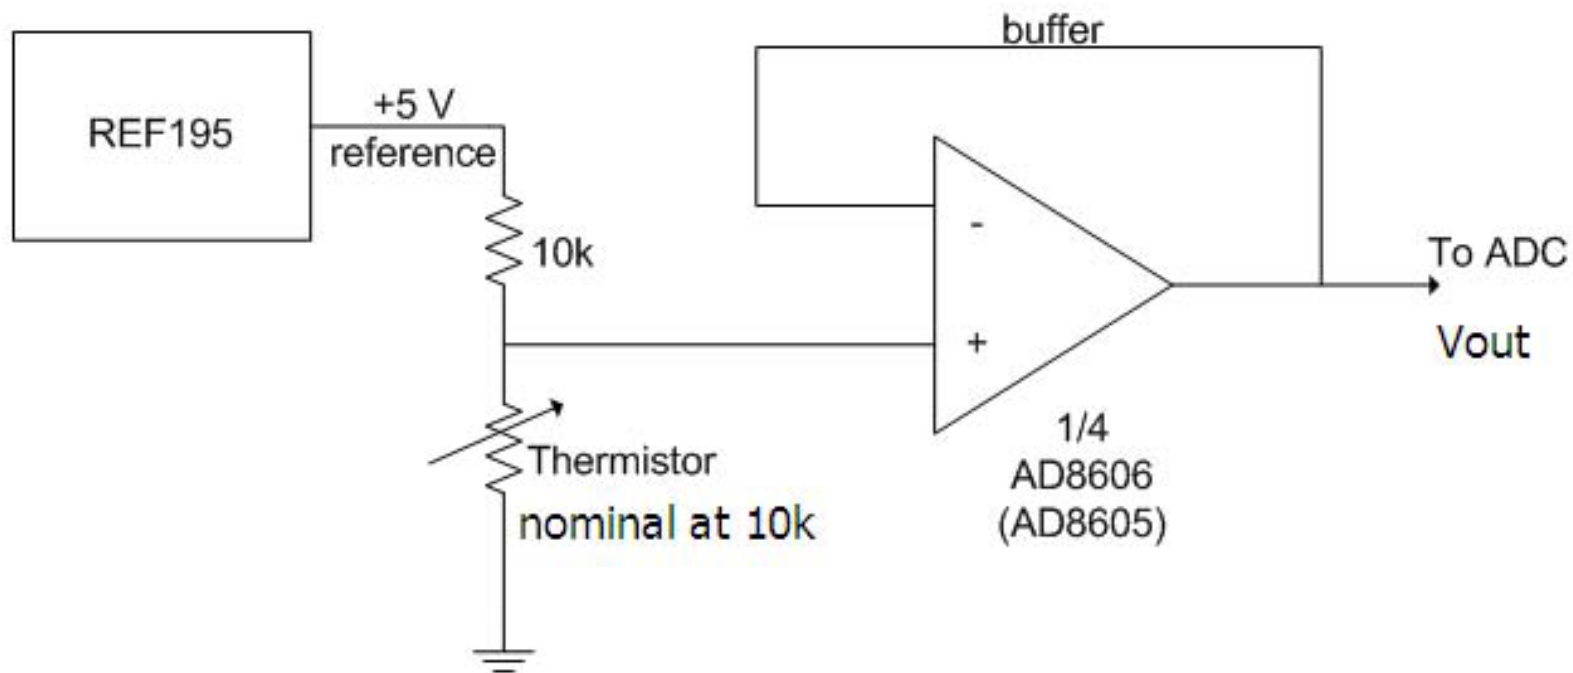 buffer
REF195
+5 V
reference
10k
-
+
To ADC
Vout
Thermistor
nominal at 10k
1/4
AD8606
(AD8605)